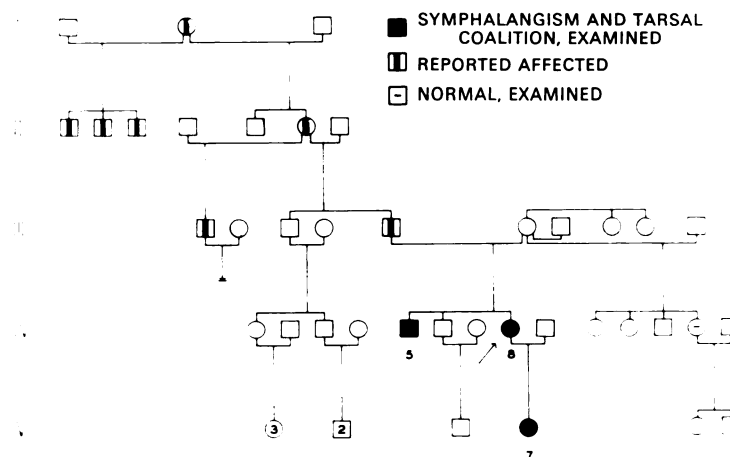 SYMPHALANGISM AND TARSAL
COALITION, EXAMINED
REPORTED AFFECTED
NORMAL, EXAMINED
5
8
3
2
7